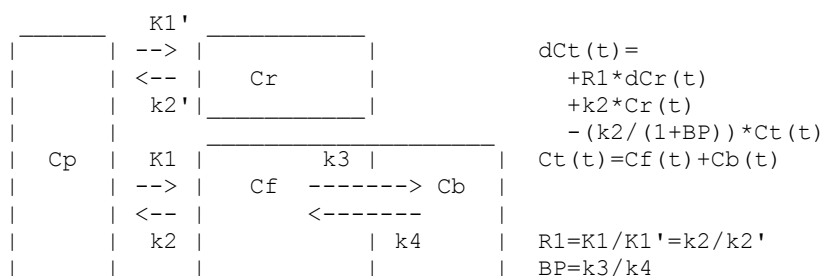 K1'
--> dCt(t)=
<-- Cr +R1*dCr(t)
k2' +k2*Cr(t)
-(k2/(1+BP))*Ct(t)
Cp K1 k3 Ct(t)=Cf(t)+Cb(t)
--> Cf -------> Cb
<-- <-------
k2 k4 R1=K1/K1'=k2/k2'
BP=k3/k4